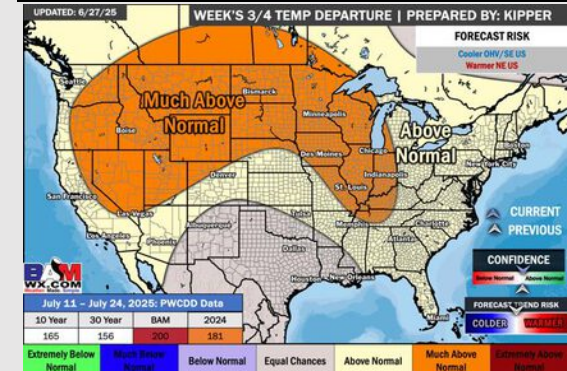 UPDATED: 6/27/25
WEEK'S 3/4 TEMP DEPARTURE | PREPARED BY: KIPPER
FORECAST RISK
Cooler OHV/SE US
Warmer NE US
Seattle
Much Above
Normal
Bismarck
Minneapolis
Boise
Above
Normal
Boston
New York City
Chicago
Des Moines
Indianapolis
Denver
St. Louis
San Francisco
Las Vegas
Tulsa
Memphis
Charlotte
Los Angeles
Albuquerque
Phoenix
Atlanta
Dallas
CURRENT
PREVIOUS
Houston
New Orleans
Miami
CONFIDENCE
Below Normal
Above Normal
BAM
WX.COM
July 11 – July 24, 2025: PWCDD Data
10 Year 30 Year BAM 2024
165 156 200 181
FORECAST TREND RISK
COLDER WARMER
Extremely Below Normal
Much Below Normal
Below Normal
Equal Chances
Above Normal
Much Above Normal
Extremely Above Normal